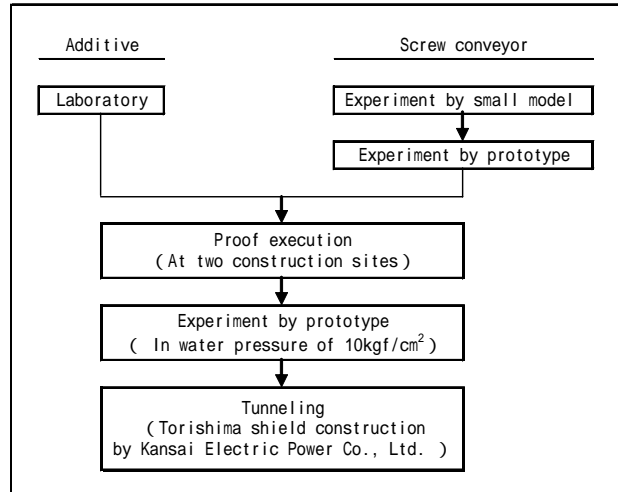 Additive
Screw conveyor
Laboratory
Experiment by small model
Experiment by prototype
Proof execution
(At two construction sites)
Experiment by prototype
( In water pressure of 10kgf/cm²)
Tunneling
(Torishima shield construction
by Kansai Electric Power Co., Ltd. )